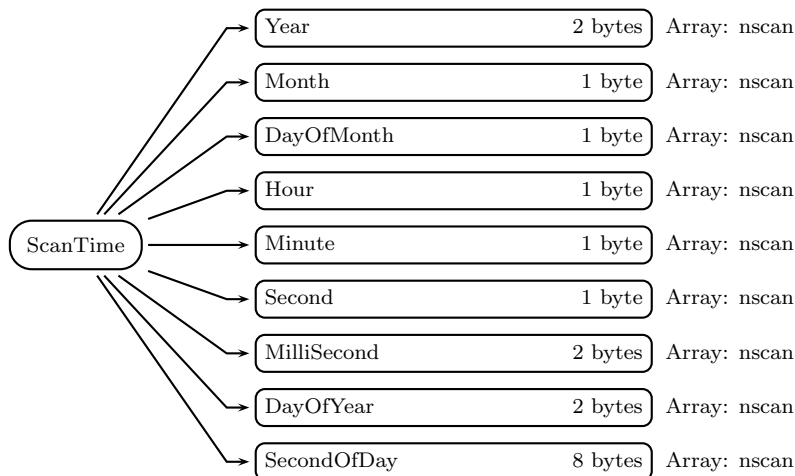 Year 2 bytes Array: nscan
Month 1 byte Array: nscan
DayOfMonth 1 byte Array: nscan
Hour 1 byte Array: nscan
ScanTime Minute 1 byte Array: nscan
Second 1 byte Array: nscan
MilliSecond 2 bytes Array: nscan
DayOfYear 2 bytes Array: nscan
SecondOfDay 8 bytes Array: nscan